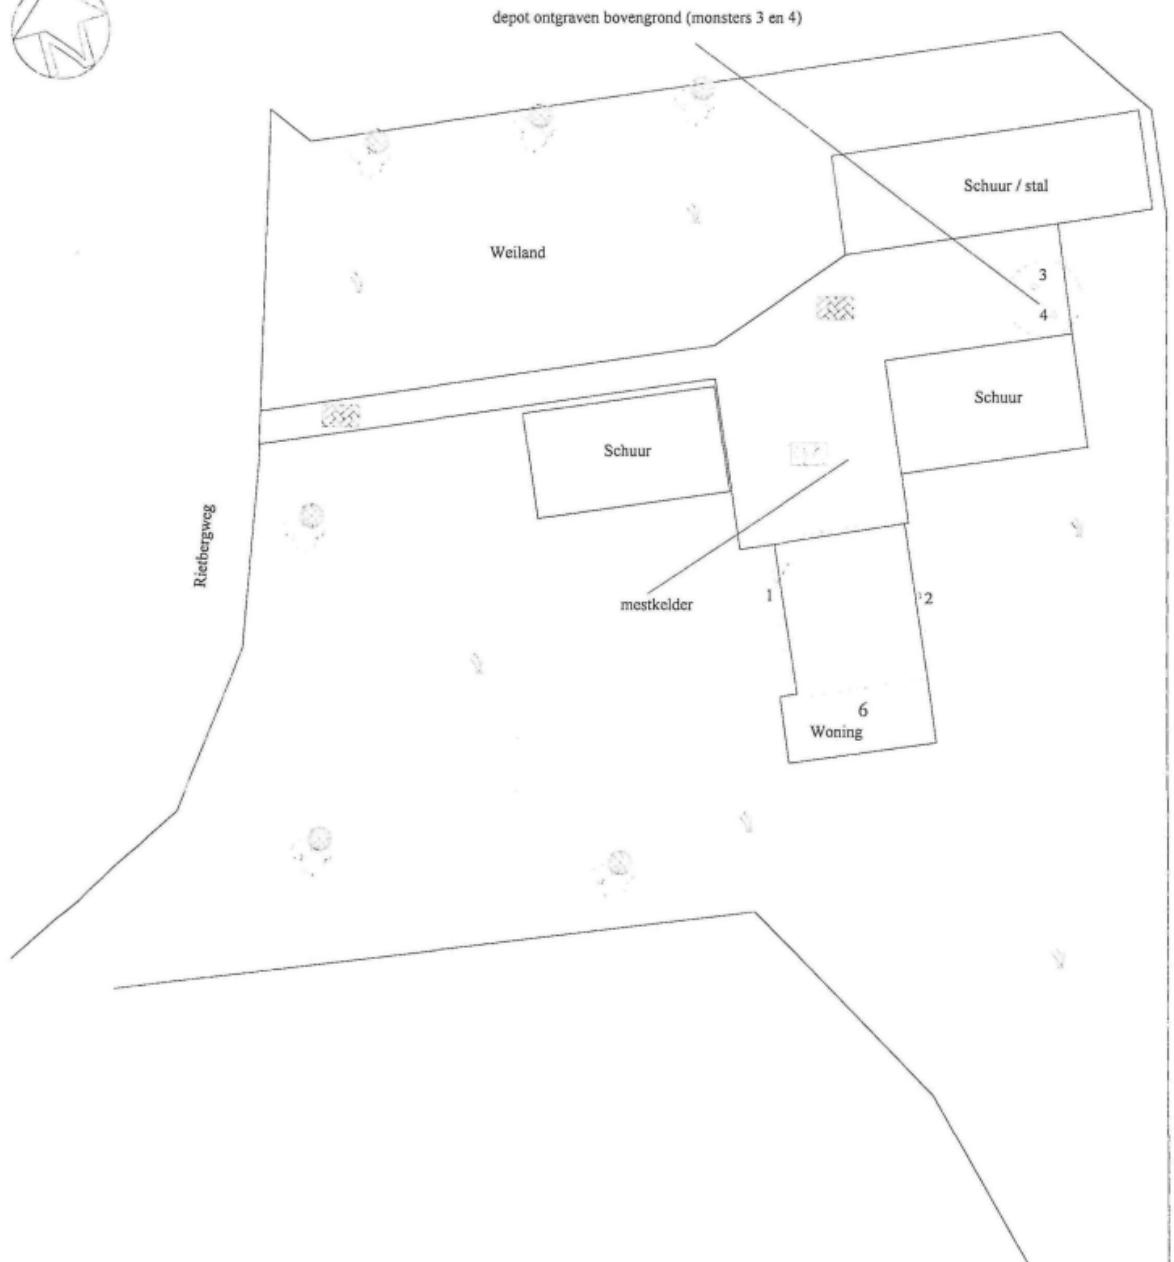 depot ontgraven bovengrond (monsters 3 en 4)
N
Schuur / stal
Weiland
3
4
Schuur
Schuur
Rietbergweg
mestkelder
1
2
6
Woning